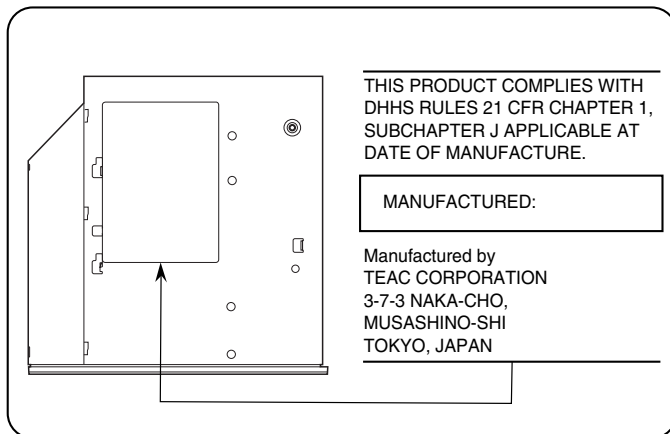 THIS PRODUCT COMPLIES WITH
DHHS RULES 21 CFR CHAPTER 1,
SUBCHAPTER J APPLICABLE AT
DATE OF MANUFACTURE.
MANUFACTURED:
Manufactured by
TEAC CORPORATION
3-7-3 NAKA-CHO,
MUSASHINO-SHI
TOKYO, JAPAN